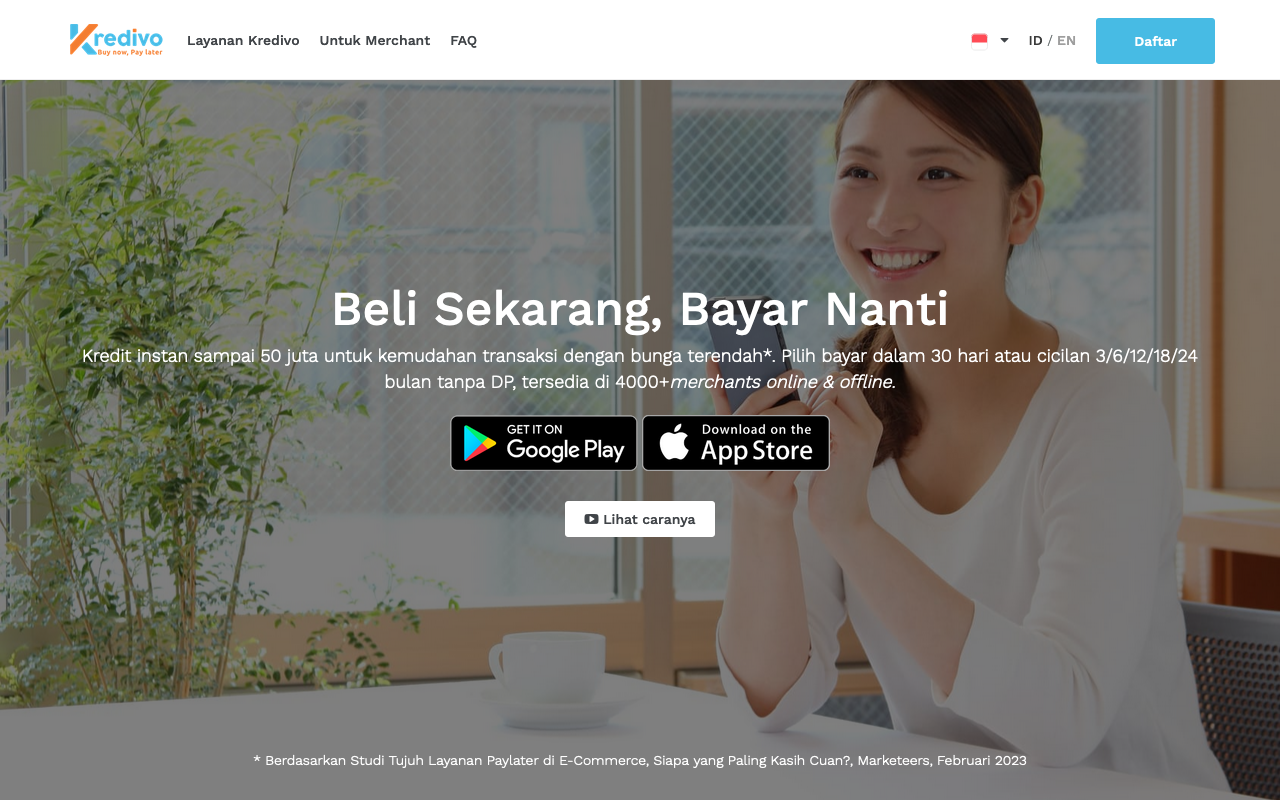 Kredivo
Buy now, Pay later
Layanan Kredivo
Untuk Merchant
FAQ
ID / EN
Daftar
Beli Sekarang, Bayar Nanti
Kredit instan sampai 50 juta untuk kemudahan transaksi dengan bunga terendah*. Pilih bayar dalam 30 hari atau cicilan 3/6/12/18/24
bulan tanpa DP, tersedia di 4000+merchants online & offline.
GET IT ON
Google Play
Download on the
App Store
Lihat caranya
* Berdasarkan Studi Tujuh Layanan Paylater di E-Commerce, Siapa yang Paling Kasih Cuan?, Marketeers, Februari 2023